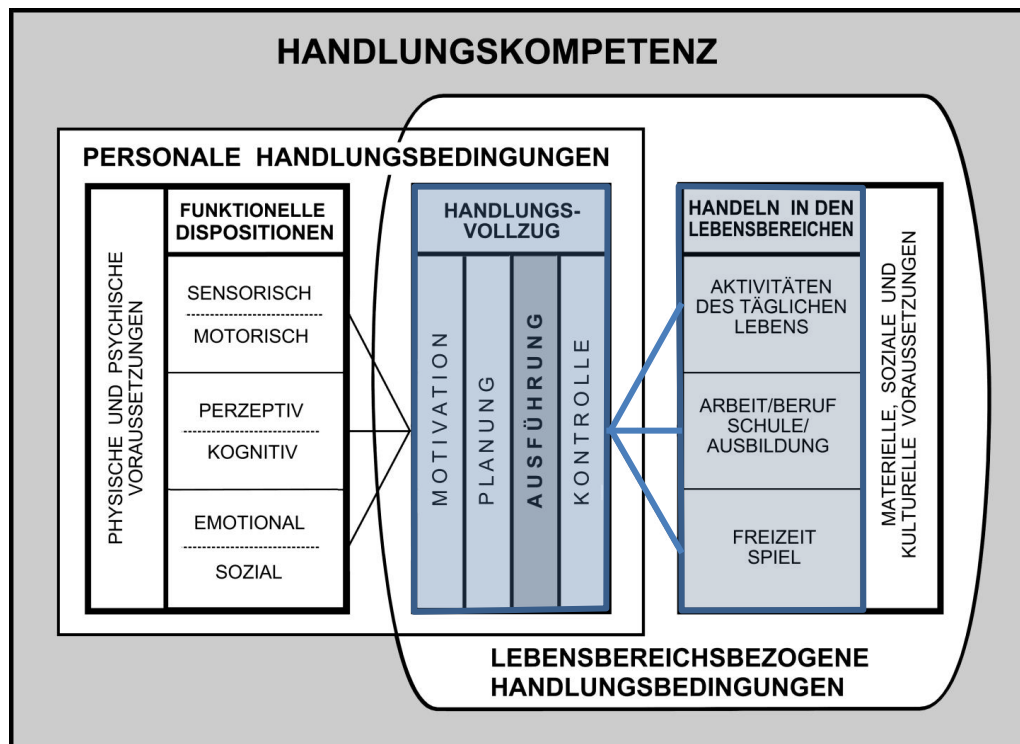 HANDLUNGSKOMPETENZ
PERSONALE HANDLUNGSBEDINGUNGEN
PHYSISCHE UND PSYCHISCHE
VORAUSSETZUNGEN
FUNKTIONELLE
DISPOSITIONEN
SENSORISCH
MOTORISCH
PERZEPTIV
KOGNITIV
EMOTIONAL
SOZIAL
HANDLUNGS-
VOLLZUG
MOTIVATION
PLANUNG
AUSFÜHRUNG
KONTROLLE
HANDELN IN DEN
LEBENSBEREICHEN
AKTIVITÄTEN
DES TÄGLICHEN
LEBENS
ARBEIT/BERUF
SCHULE/
AUSBILDUNG
FREIZEIT
SPIEL
MATERIELLE, SOZIALE UND
KULTURELLE VORAUSSETZUNGEN
LEBENSBEREICHSBEZOGENE
HANDLUNGSBEDINGUNGEN